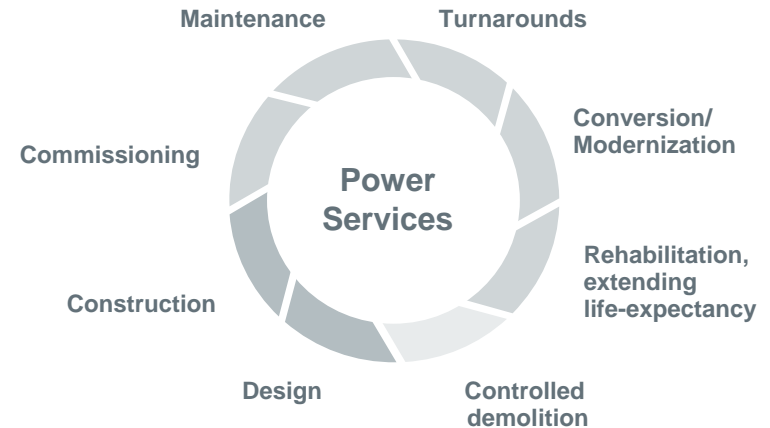 Maintenance
Turnarounds
Conversion/
Modernization
Commissioning
Power
Services
Rehabilitation,
extending
life-expectancy
Construction
Design
Controlled
demolition